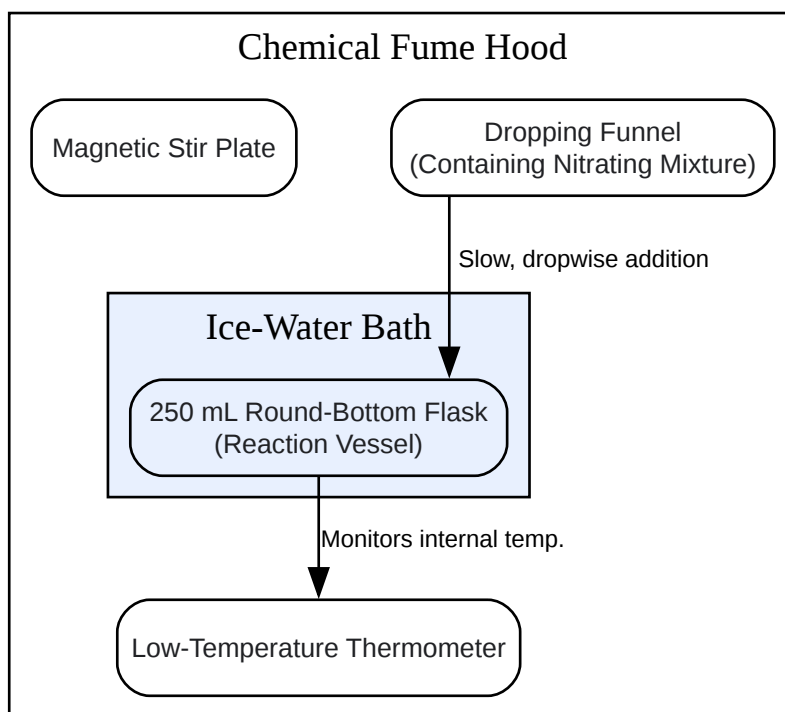 Chemical Fume Hood
Magnetic Stir Plate
Dropping Funnel
(Containing Nitrating Mixture)
Slow, dropwise addition
Ice-Water Bath
250 mL Round-Bottom Flask
(Reaction Vessel)
Monitors internal temp.
Low-Temperature Thermometer